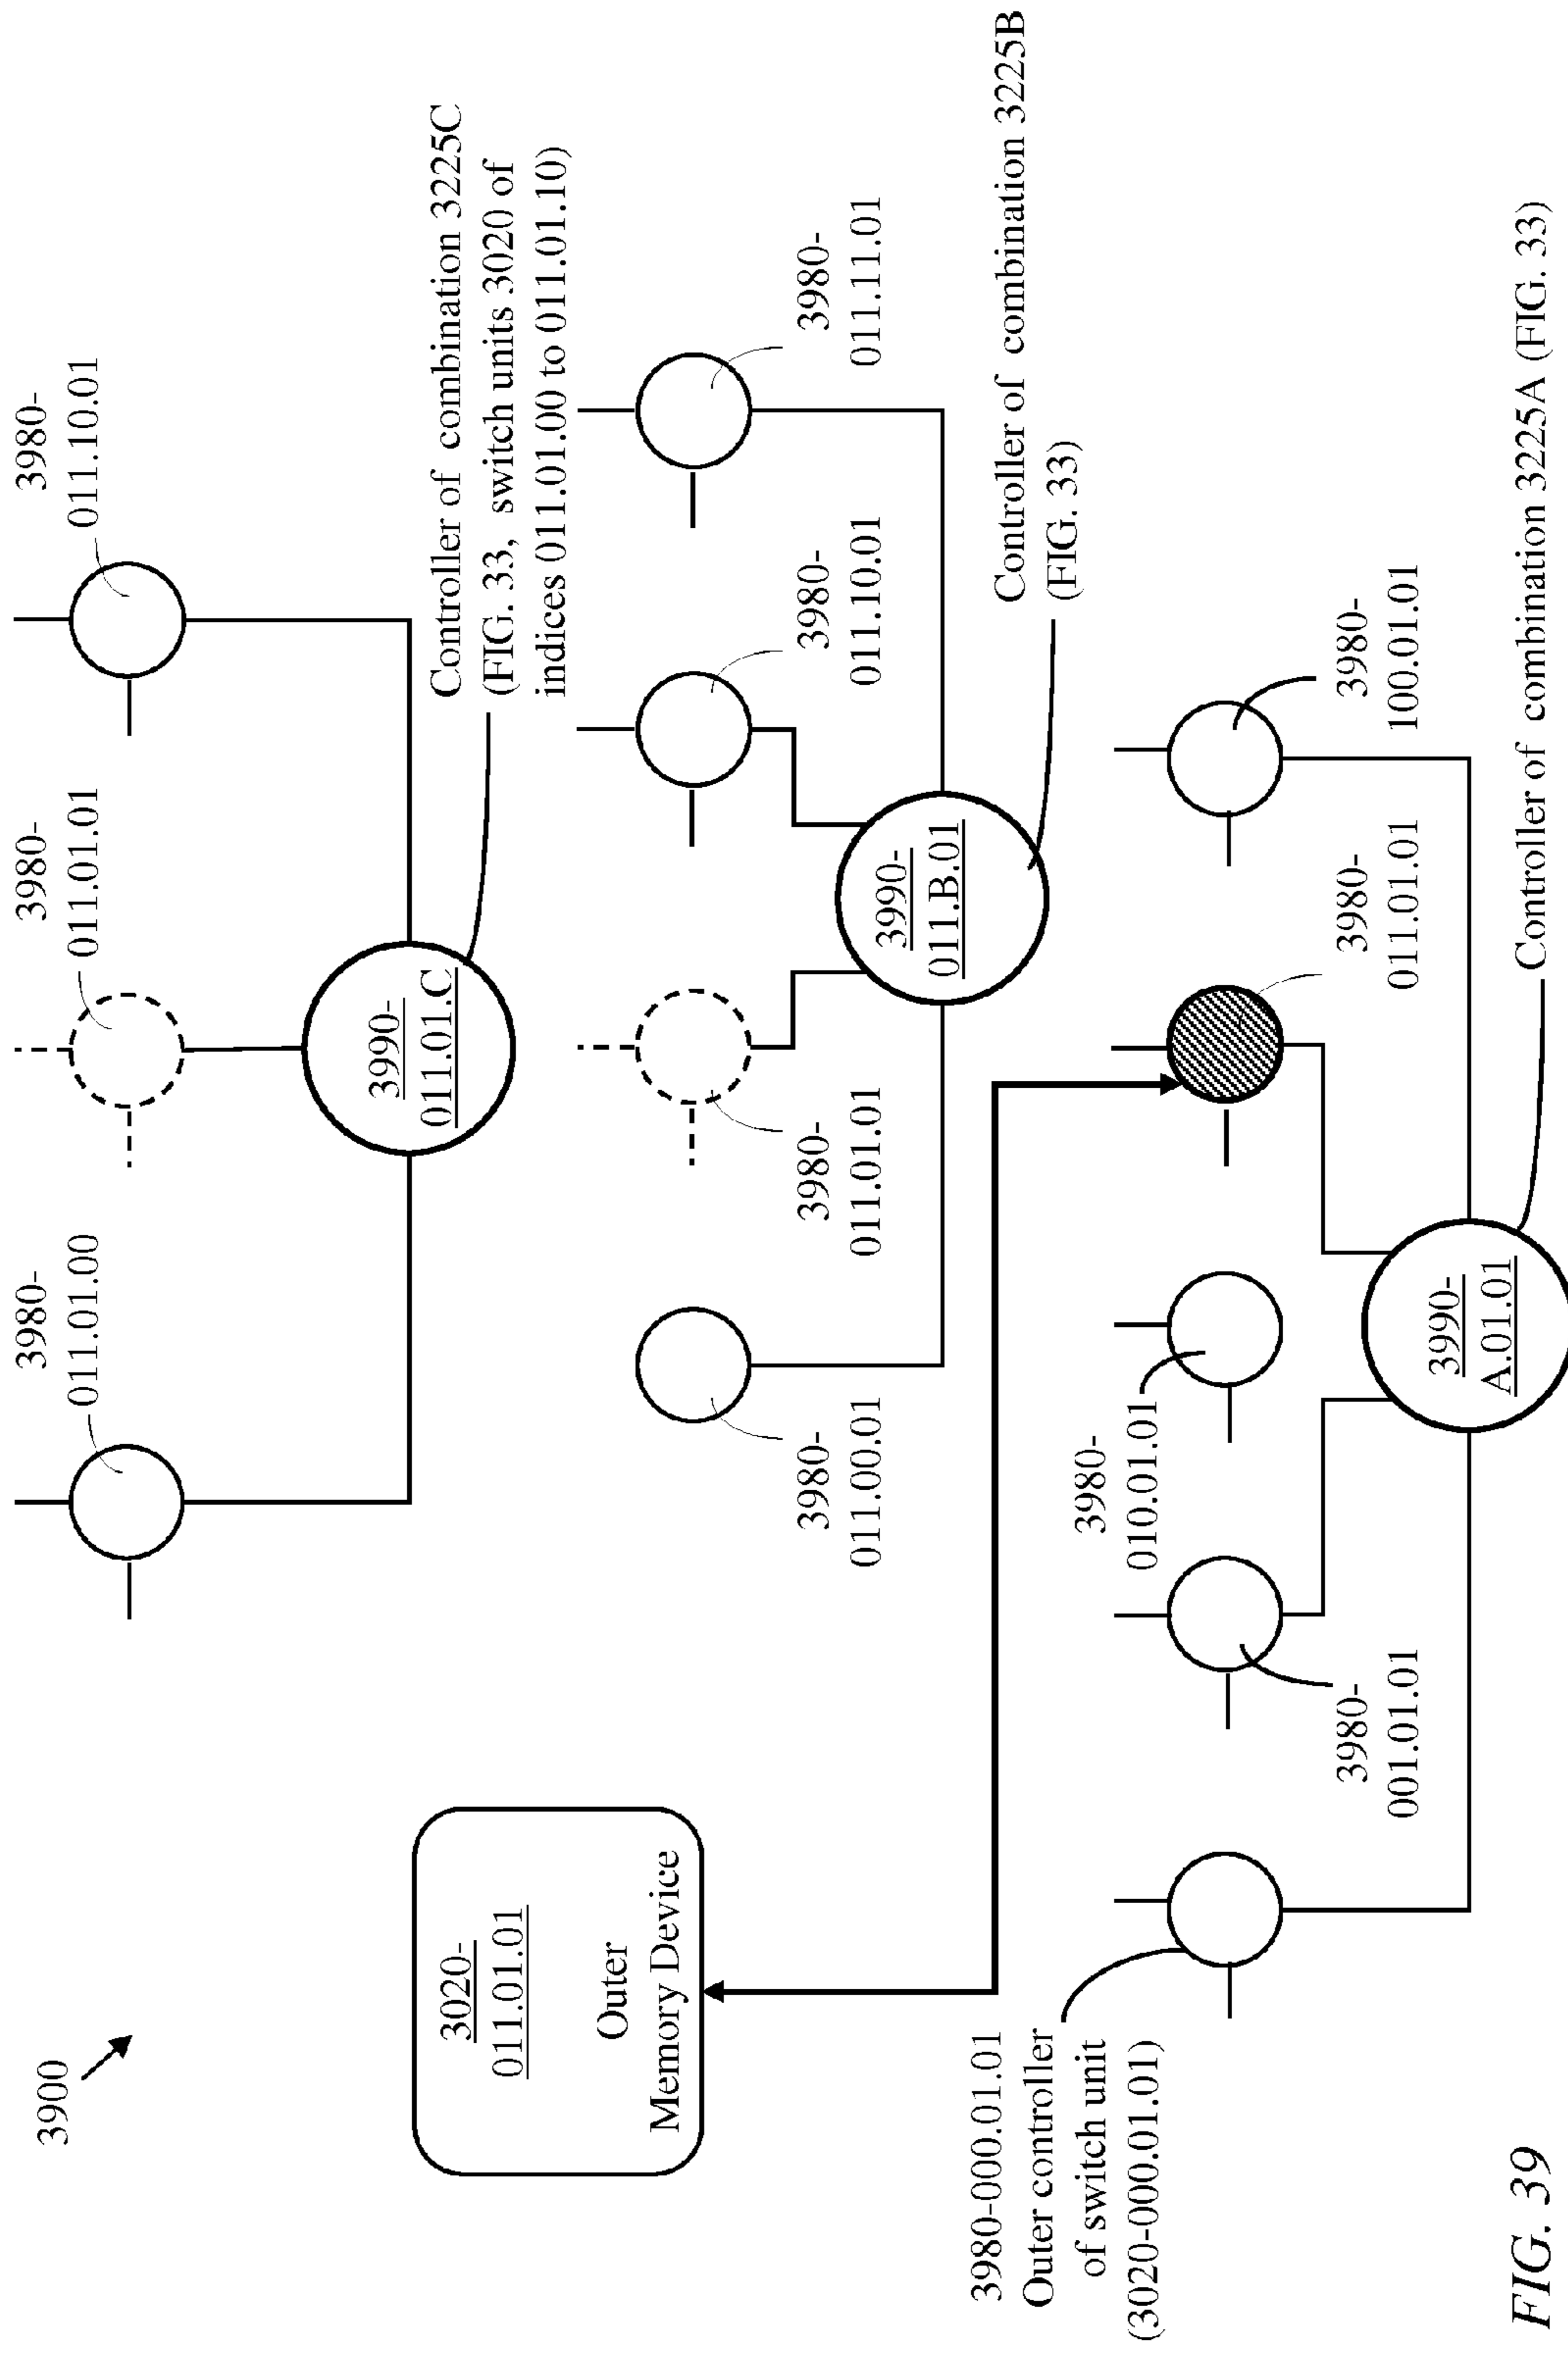 3900
3980-
011.01.00
3980-
011.01.01
3980-
011.10.01
3990-
011.01.C
Controller of combination 3225C
(FIG. 33, switch units 3020 of
indices 011.01.00 to 011.01.10)
3020-
011.01.01
Outer
Memory Device
3980-
011.00.01
3980-
011.01.01
3980-
011.10.01
3980-
011.11.01
3990-
011.B.01
Controller of combination 3225B
(FIG. 33)
3980-000.01.01
Outer controller
of switch unit
(3020-000.01.01)
3980-
001.01.01
3980-
010.01.01
3980-
011.01.01
3980-
100.01.01
3990-
A.01.01
Controller of combination 3225A (FIG. 33)
FIG. 39